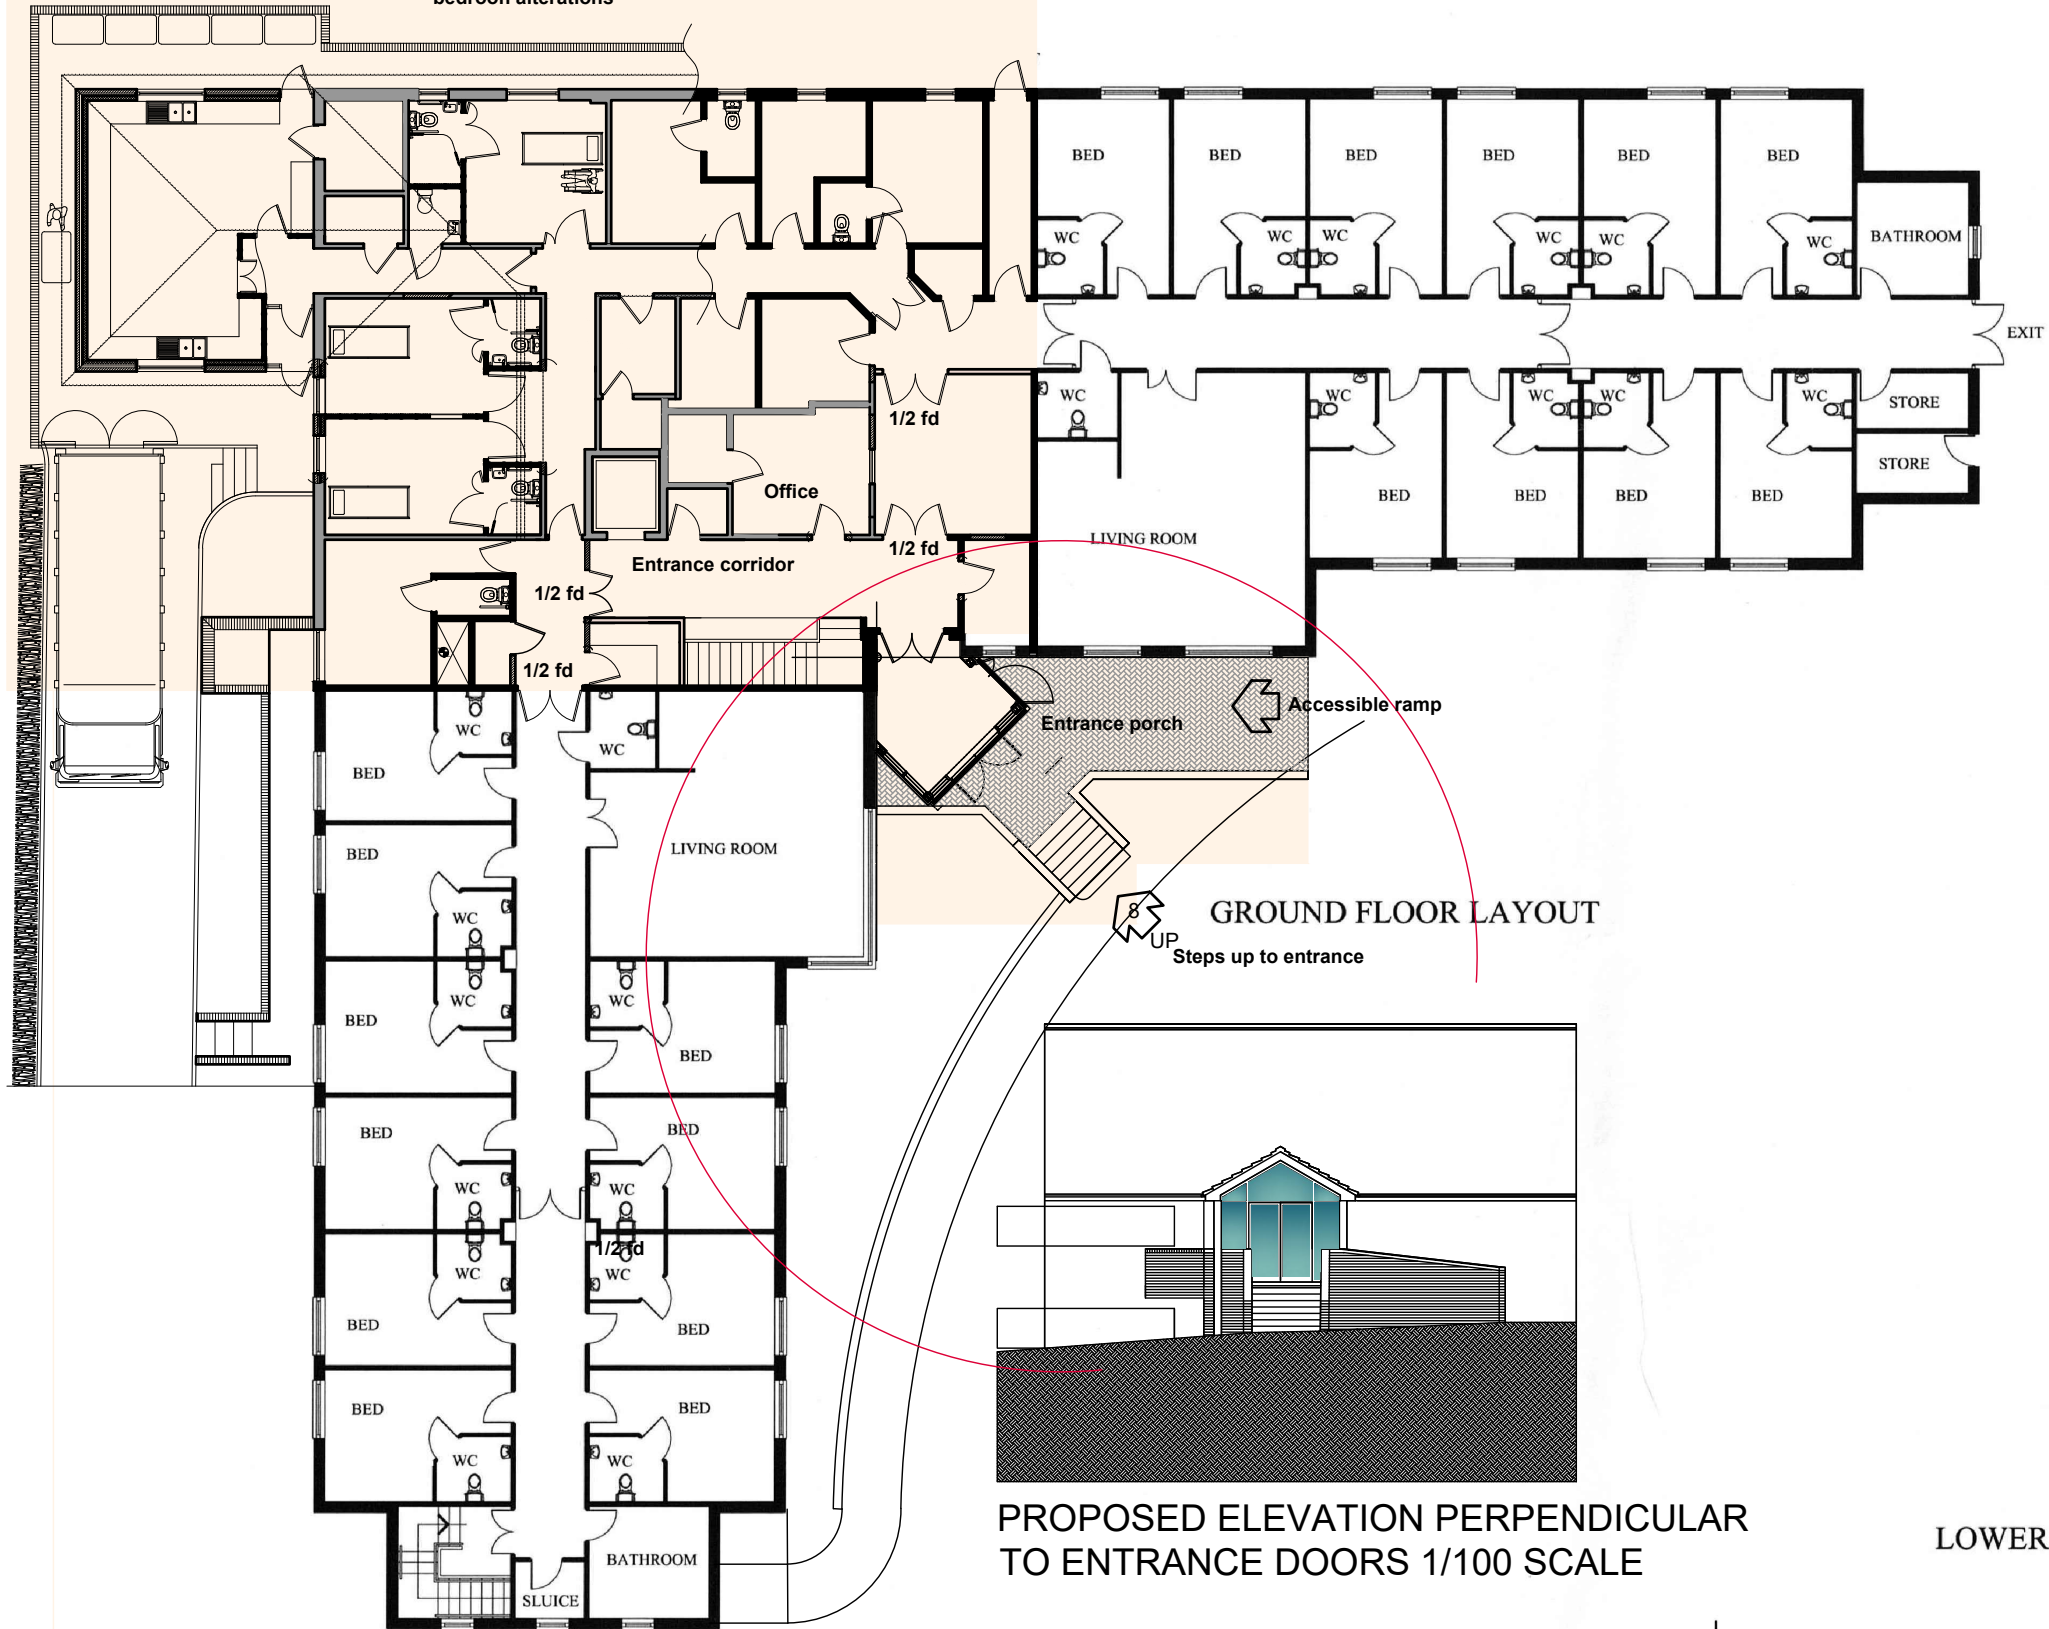 bedroon alterations
BED
BED
BED
BED
BED
BED
WC
WC
WC
WC
WC
WC
BATHROOM
EXIT
WC
WC
WC
WC
WC
STORE
STORE
1/2 fd
BED
BED
BED
BED
Office
LIVING ROOM
1/2 fd
Entrance corridor
1/2 fd
1/2 fd
Accessible ramp
Entrance porch
WC
WC
BED
LIVING ROOM
BED
WC
8
UP
GROUND FLOOR LAYOUT
Steps up to entrance
WC
WC
BED
BED
BED
BED
WC
WC
1/2 fd
WC
WC
BED
BED
BED
BED
WC
WC
PROPOSED ELEVATION PERPENDICULAR
TO ENTRANCE DOORS 1/100 SCALE
LOWER
BATHROOM
SLUICE